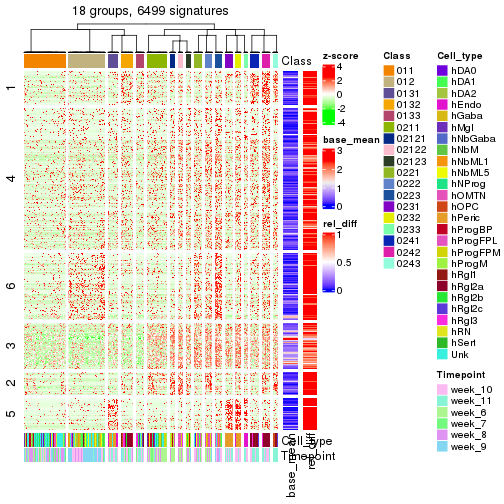 18 groups, 6499 signatures
Class
1
4
6
3
2
5
Cell_type
Timepoint
base_mean
rel_diff
z-score
4
2
0
-2
-4
base_mean
3
2
1
0
rel_diff
1
0.5
0
Class
011
012
0131
0132
0133
0211
02121
02122
02123
0221
0222
0223
0231
0232
0233
0241
0242
0243
Cell_type
hDA0
hDA1
hDA2
hEndo
hGaba
hMgl
hNbGaba
hNbM
hNbML1
hNbML5
hNProg
hOMTN
hOPC
hPeric
hProgBP
hProgFPL
hProgFPM
hProgM
hRgl1
hRgl2a
hRgl2b
hRgl2c
hRgl3
hRN
hSert
Unk
Timepoint
week_10
week_11
week_6
week_7
week_8
week_9